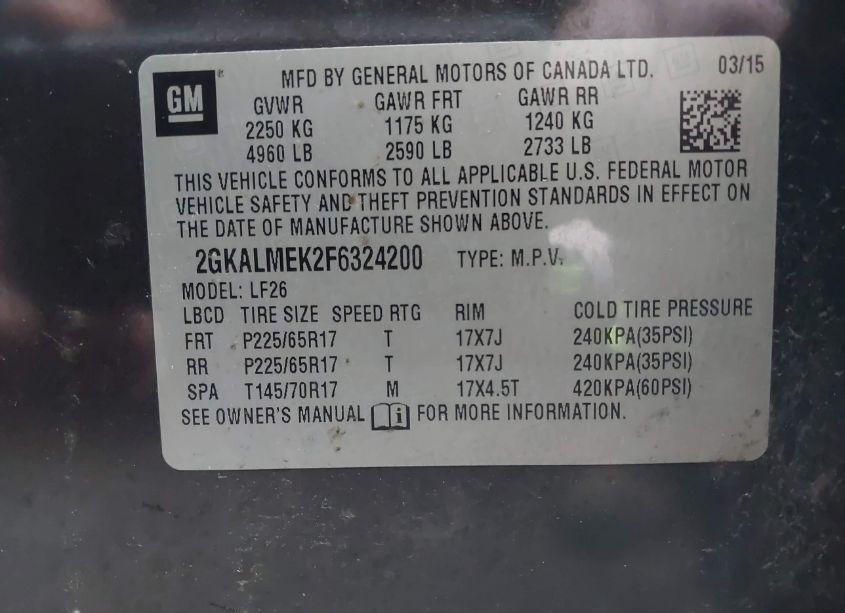 GM
MFD BY GENERAL MOTORS OF CANADA LTD. 03/15
GVWR GAWR FRT GAWR RR
2250 KG 1175 KG 1240 KG
4960 LB 2590 LB 2733 LB
THIS VEHICLE CONFORMS TO ALL APPLICABLE U.S. FEDERAL MOTOR
VEHICLE SAFETY AND THEFT PREVENTION STANDARDS IN EFFECT ON
THE DATE OF MANUFACTURE SHOWN ABOVE.
2GKALMEK2F6324200 TYPE: M.P.V.
MODEL: LF26
LBCD TIRE SIZE SPEED RTG RIM COLD TIRE PRESSURE
FRT P225/65R17 T 17X7J 240KPA(35PSI)
RR P225/65R17 T 17X7J 240KPA(35PSI)
SPA T145/70R17 M 17X4.5T 420KPA(60PSI)
SEE OWNER'S MANUAL i FOR MORE INFORMATION.